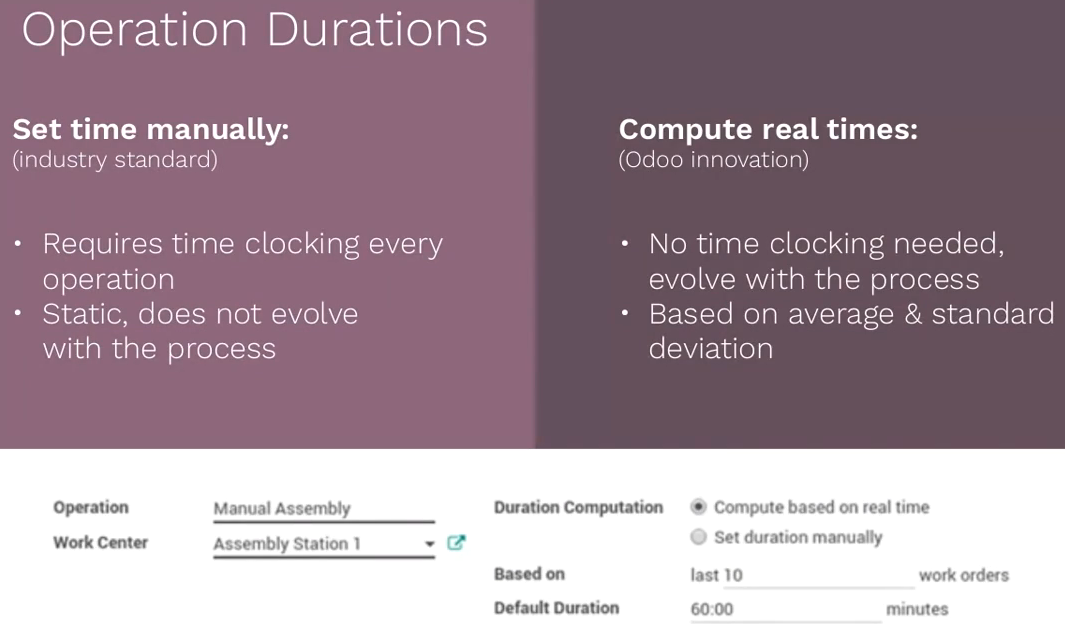 Operation Durations
Set time manually:
(industry standard)
• Requires time clocking every
operation
• Static, does not evolve
with the process
Compute real times:
(Odoo innovation)
• No time clocking needed,
evolve with the process
• Based on average & standard
deviation
Operation Manual Assembly
Work Center Assembly Station 1
Duration Computation Compute based on real time
Set duration manually
Based on last 10 work orders
Default Duration 60:00 minutes